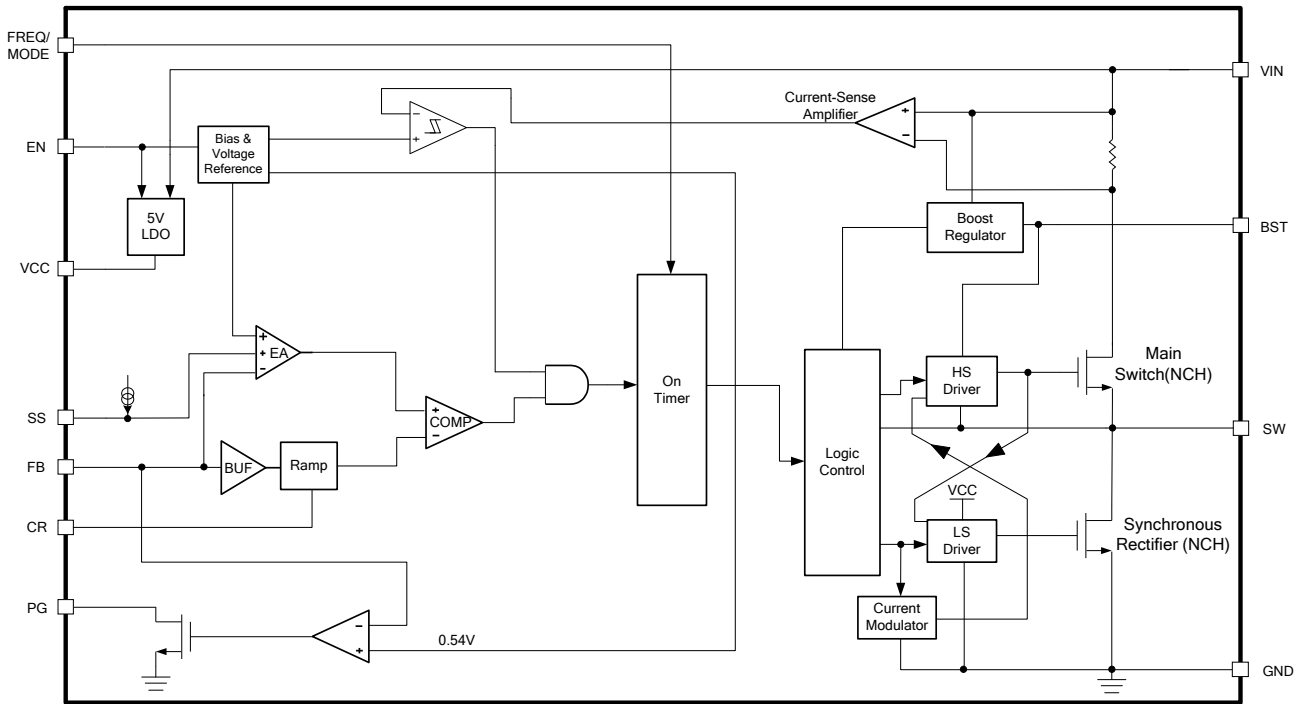 FREQ/
MODE
VIN
Current-Sense
Amplifier
+
−
−
+
EN
Bias &
Voltage
Reference
5V
LDO
Boost
Regulator
BST
VCC
+
+
−
EA
On
Timer
Main
Switch(NCH)
HS
Driver
SS
+
−
COMP
SW
FB
BUF
Ramp
Logic
Control
VCC
CR
LS
Driver
Synchronous
Rectifier (NCH)
PG
Current
Modulator
−
+
0.54V
GND